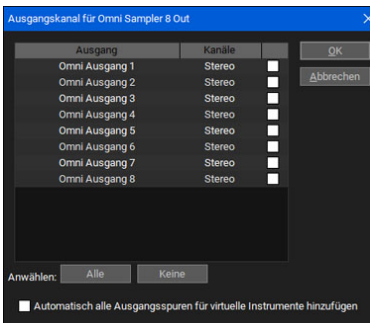 Ausgangskanal für Omni Sampler 8 Out
Ausgang Kanäle
OK
Omni Ausgang 1 Stereo
Abbrechen
Omni Ausgang 2 Stereo
Omni Ausgang 3 Stereo
Omni Ausgang 4 Stereo
Omni Ausgang 5 Stereo
Omni Ausgang 6 Stereo
Omni Ausgang 7 Stereo
Omni Ausgang 8 Stereo
Anwählen: Alle Keine
Automatisch alle Ausgangsspuren für virtuelle Instrumente hinzufügen